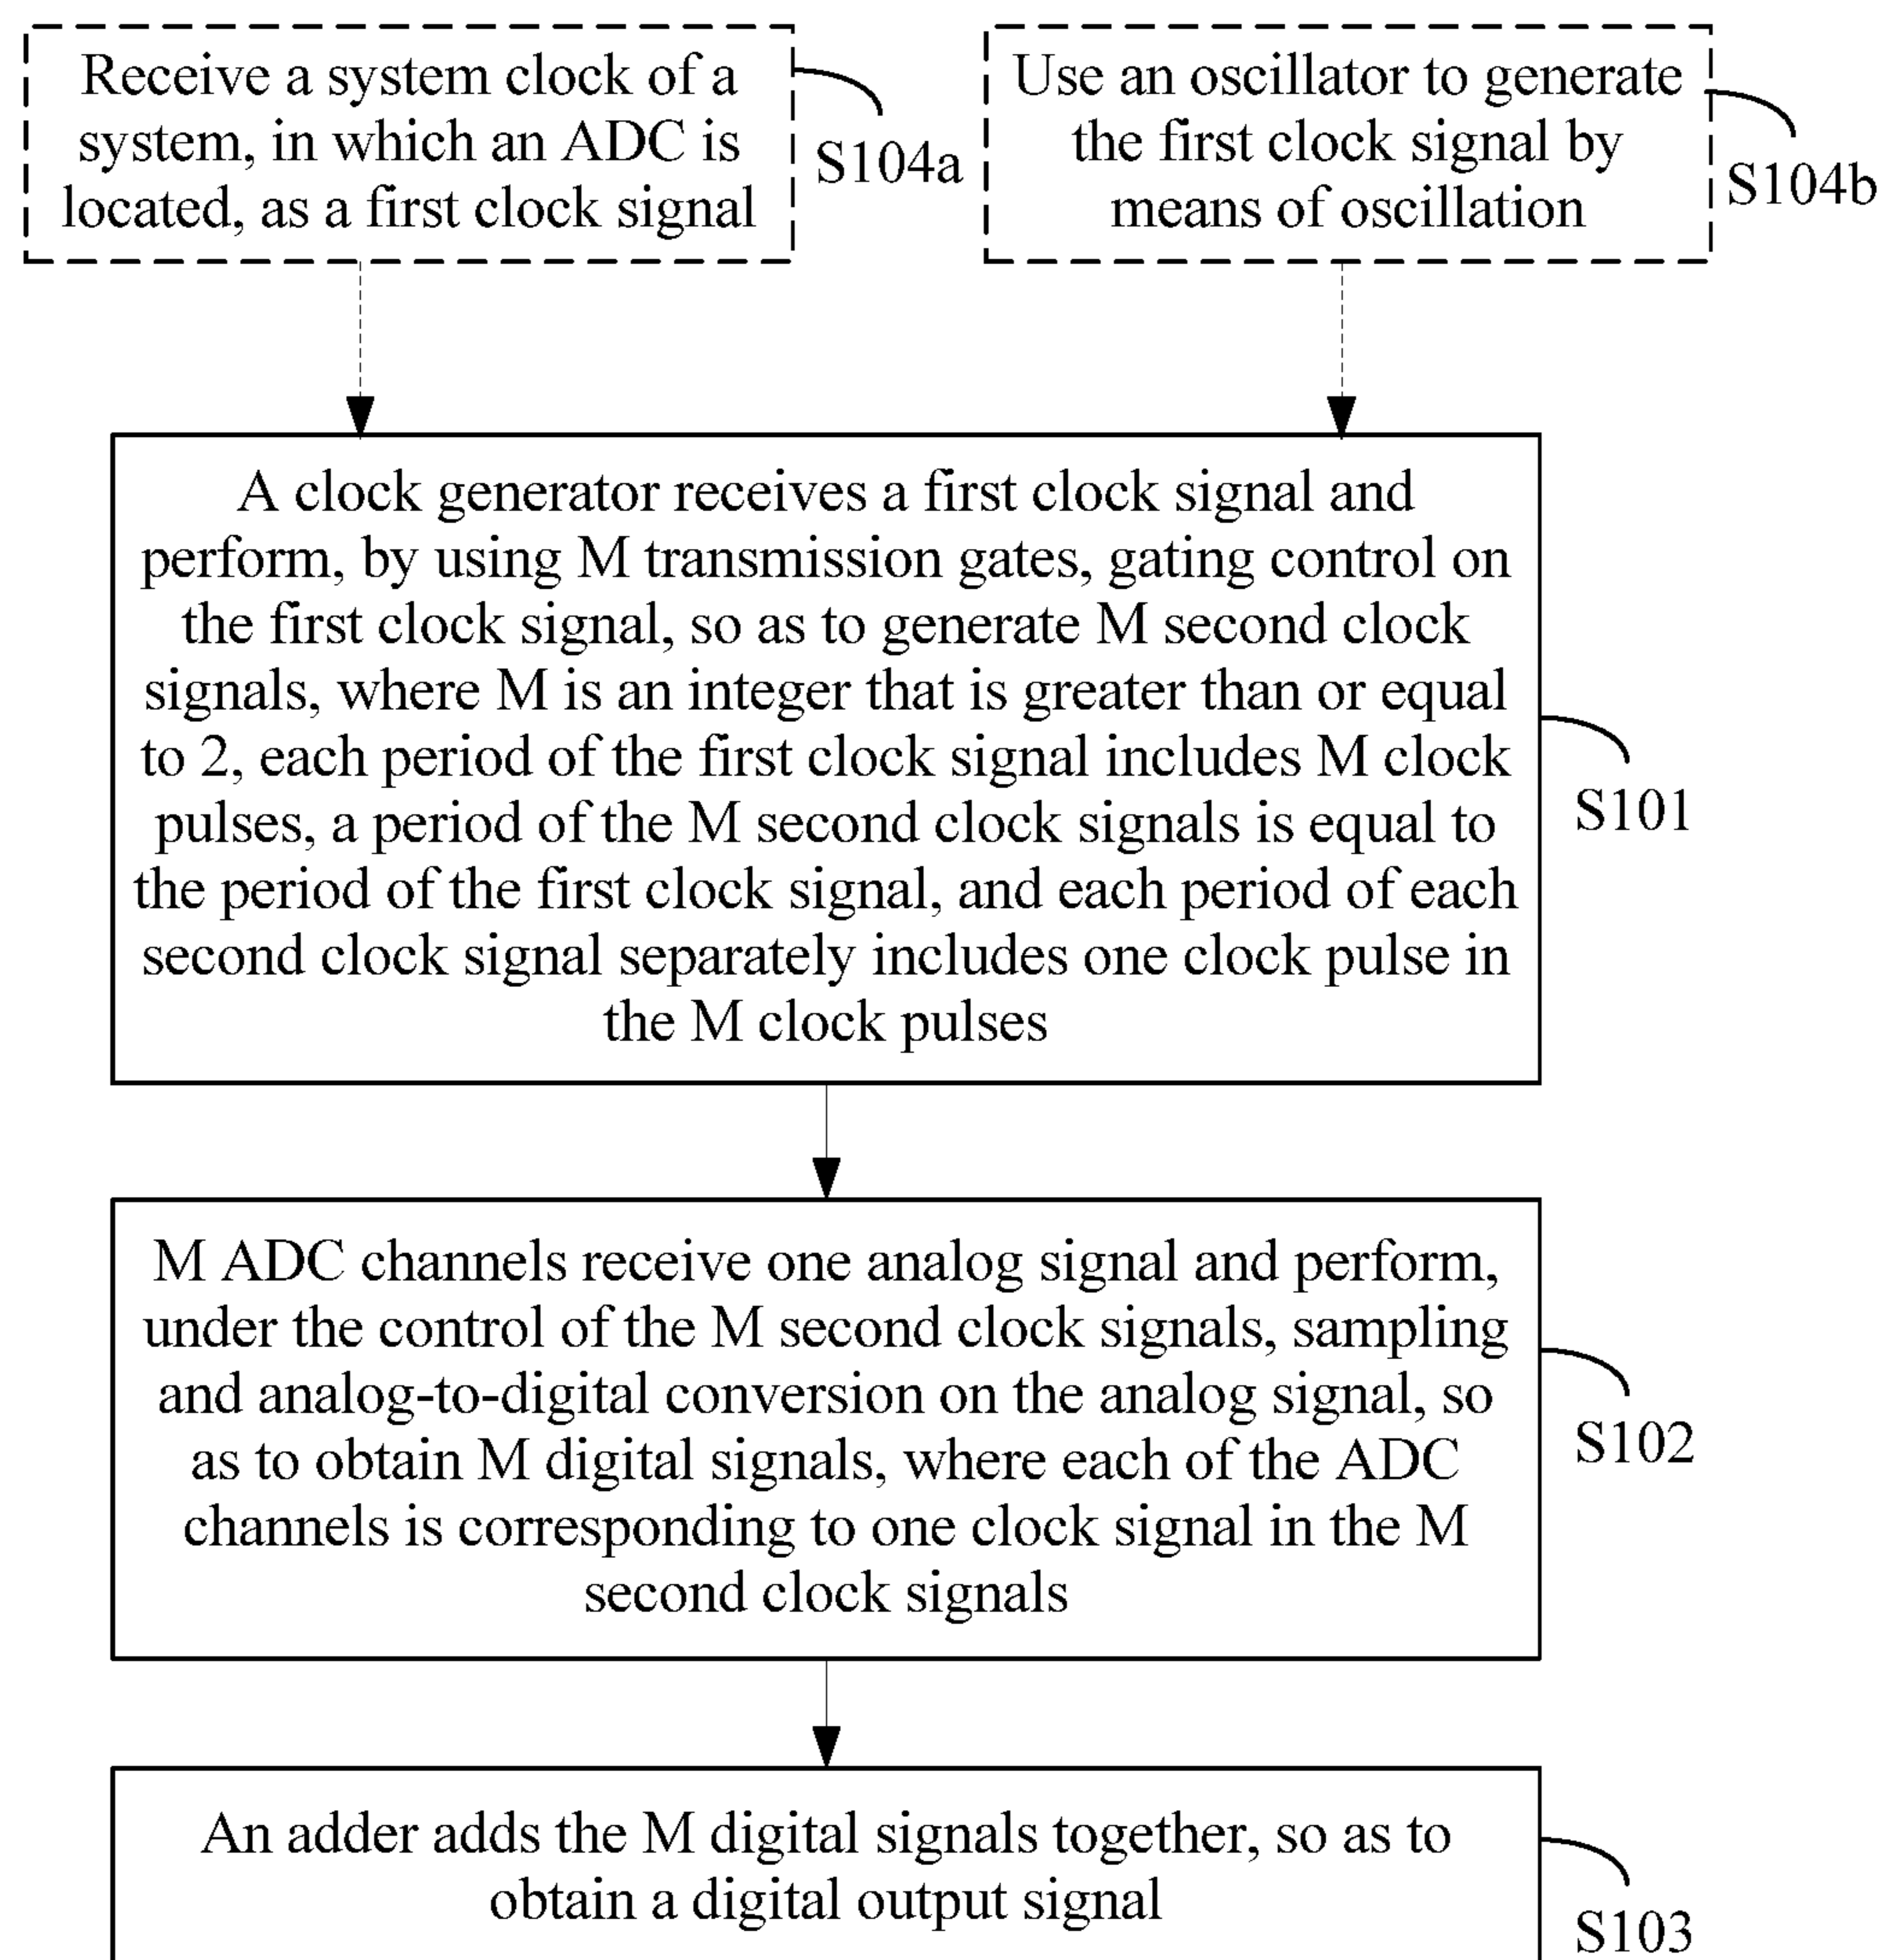 Receive a system clock of a
system, in which an ADC is
located, as a first clock signal
S104a
Use an oscillator to generate
the first clock signal by
means of oscillation
S104b
A clock generator receives a first clock signal and
perform, by using M transmission gates, gating control on
the first clock signal, so as to generate M second clock
signals, where M is an integer that is greater than or equal
to 2, each period of the first clock signal includes M clock
pulses, a period of the M second clock signals is equal to
the period of the first clock signal, and each period of each
second clock signal separately includes one clock pulse in
the M clock pulses
S101
M ADC channels receive one analog signal and perform,
under the control of the M second clock signals, sampling
and analog-to-digital conversion on the analog signal, so
as to obtain M digital signals, where each of the ADC
channels is corresponding to one clock signal in the M
second clock signals
S102
An adder adds the M digital signals together, so as to
obtain a digital output signal
S103